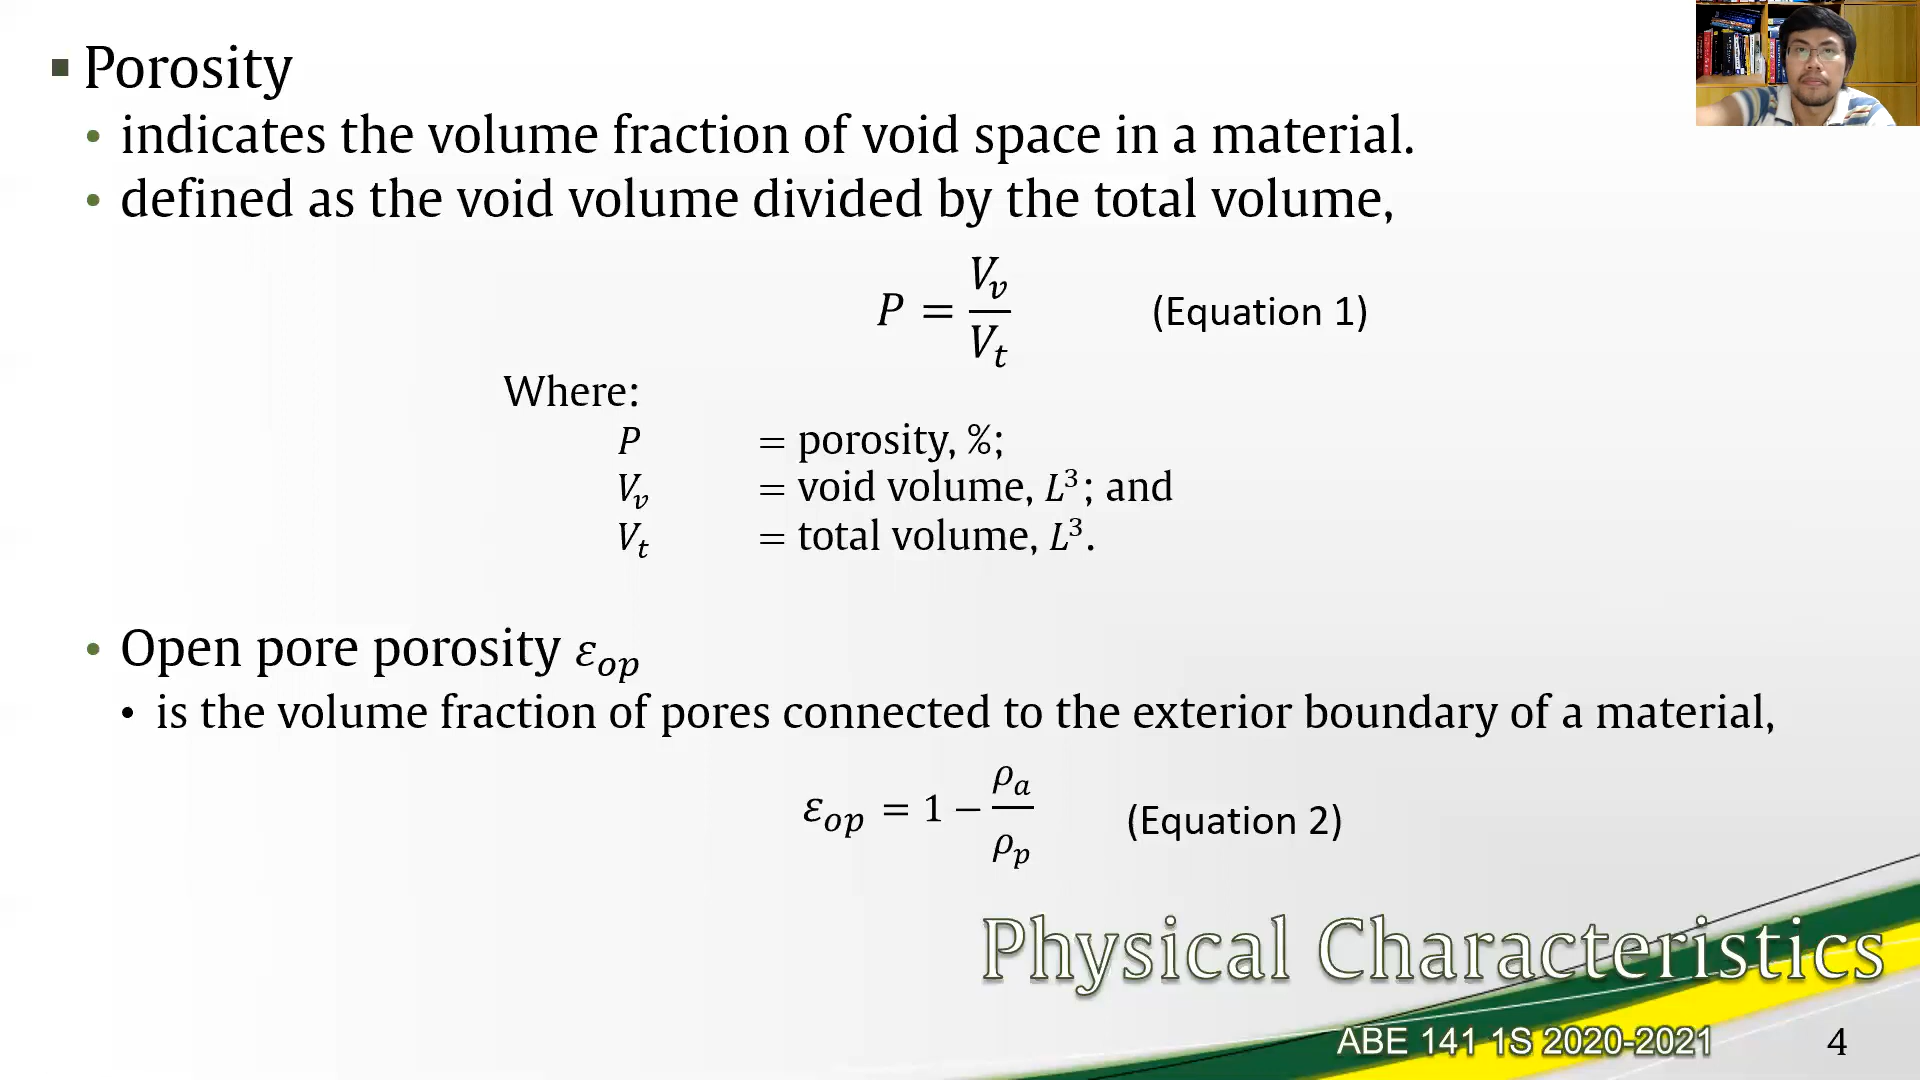 ▪ Porosity
• indicates the volume fraction of void space in a material.
• defined as the void volume divided by the total volume,
P = V_v / V_t (Equation 1)
Where:
P = porosity, %;
V_v = void volume, L³; and
V_t = total volume, L³.
• Open pore porosity ε_op
• is the volume fraction of pores connected to the exterior boundary of a material,
ε_op = 1 − ρ_a / ρ_p (Equation 2)
Physical Characteristics
ABE 141 1S 2020-2021 4